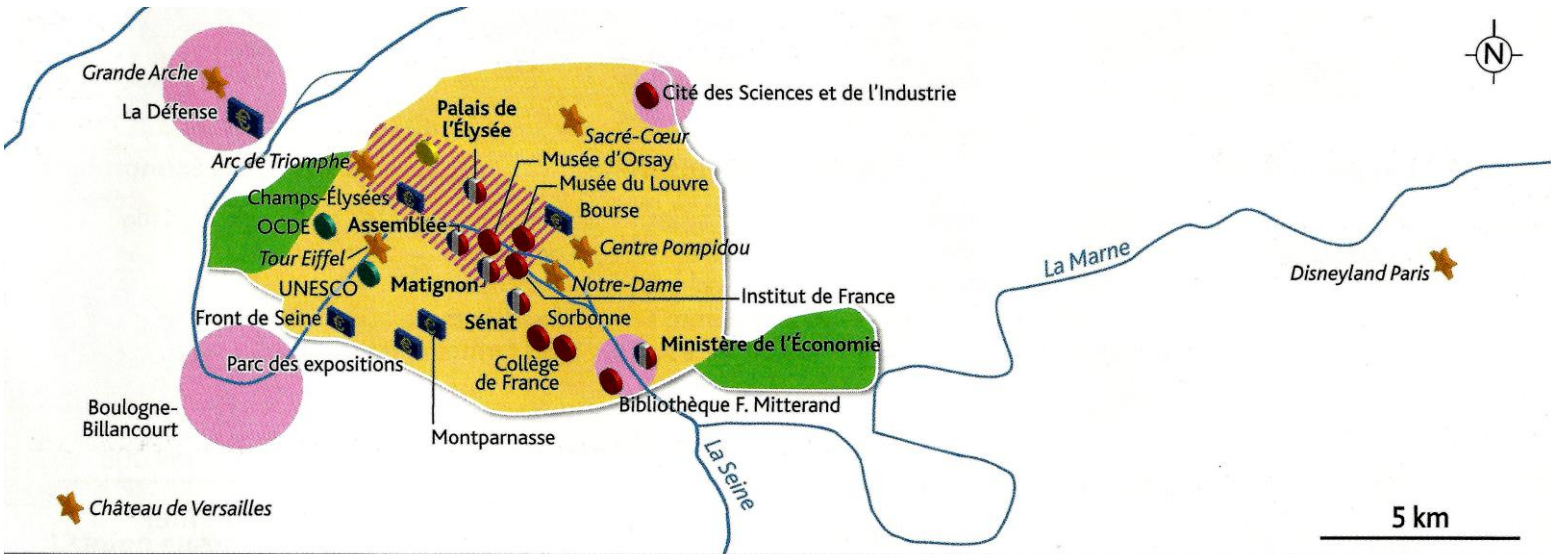 N
Grande Arche
La Défense
Cité des Sciences et de l'Industrie
Palais de
l'Élysée
Sacré-Cœur
Arc de Triomphe
Musée d'Orsay
Musée du Louvre
Champs-Élysées
Bourse
OCDE
Assemblée
Centre Pompidou
Tour Eiffel
La Marne
Disneyland Paris
UNESCO
Matignon
Notre-Dame
Institut de France
Front de Seine
Sénat
Sorbonne
Ministère de l'Économie
Parc des expositions
Collège
de France
Bibliothèque F. Mitterand
Boulogne-
Billancourt
Montparnasse
La Seine
Château de Versailles
5 km